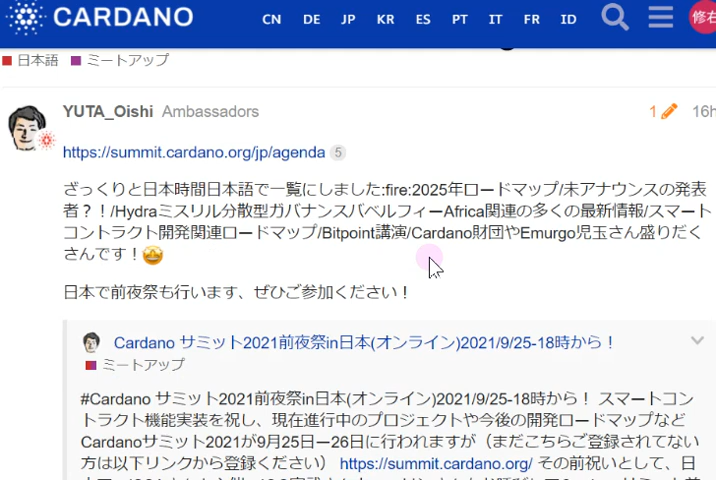 CARDANO CN DE JP KR ES PT IT FR ID 修右
日本語 ミートアップ
YUTA_Oishi Ambassadors 1 16h
https://summit.cardano.org/jp/agenda 5
ざっくりと日本時間日本語で一覧にしました:fire:2025年ロードマップ/未アナウンスの発表
者？！/Hydraミスリル分散型ガバナンスバベルフィーAfrica関連の多くの最新情報/スマート
コントラクト開発関連ロードマップ/Bitpoint講演/Cardano財団やEmurgo児玉さん盛りだく
さんです！🤩
日本で前夜祭も行います、ぜひご参加ください！
Cardano サミット2021前夜祭in日本(オンライン)2021/9/25-18時から！
ミートアップ
#Cardano サミット2021前夜祭in日本(オンライン)2021/9/25-18時から！ スマートコン
トラクト機能実装を祝し、現在進行中のプロジェクトや今後の開発ロードマップなど
Cardanoサミット2021が9月25日ー26日に行われますが（まだこちらご登録されてない
方は以下リンクから登録ください） https://summit.cardano.org/ その前祝いとして、日